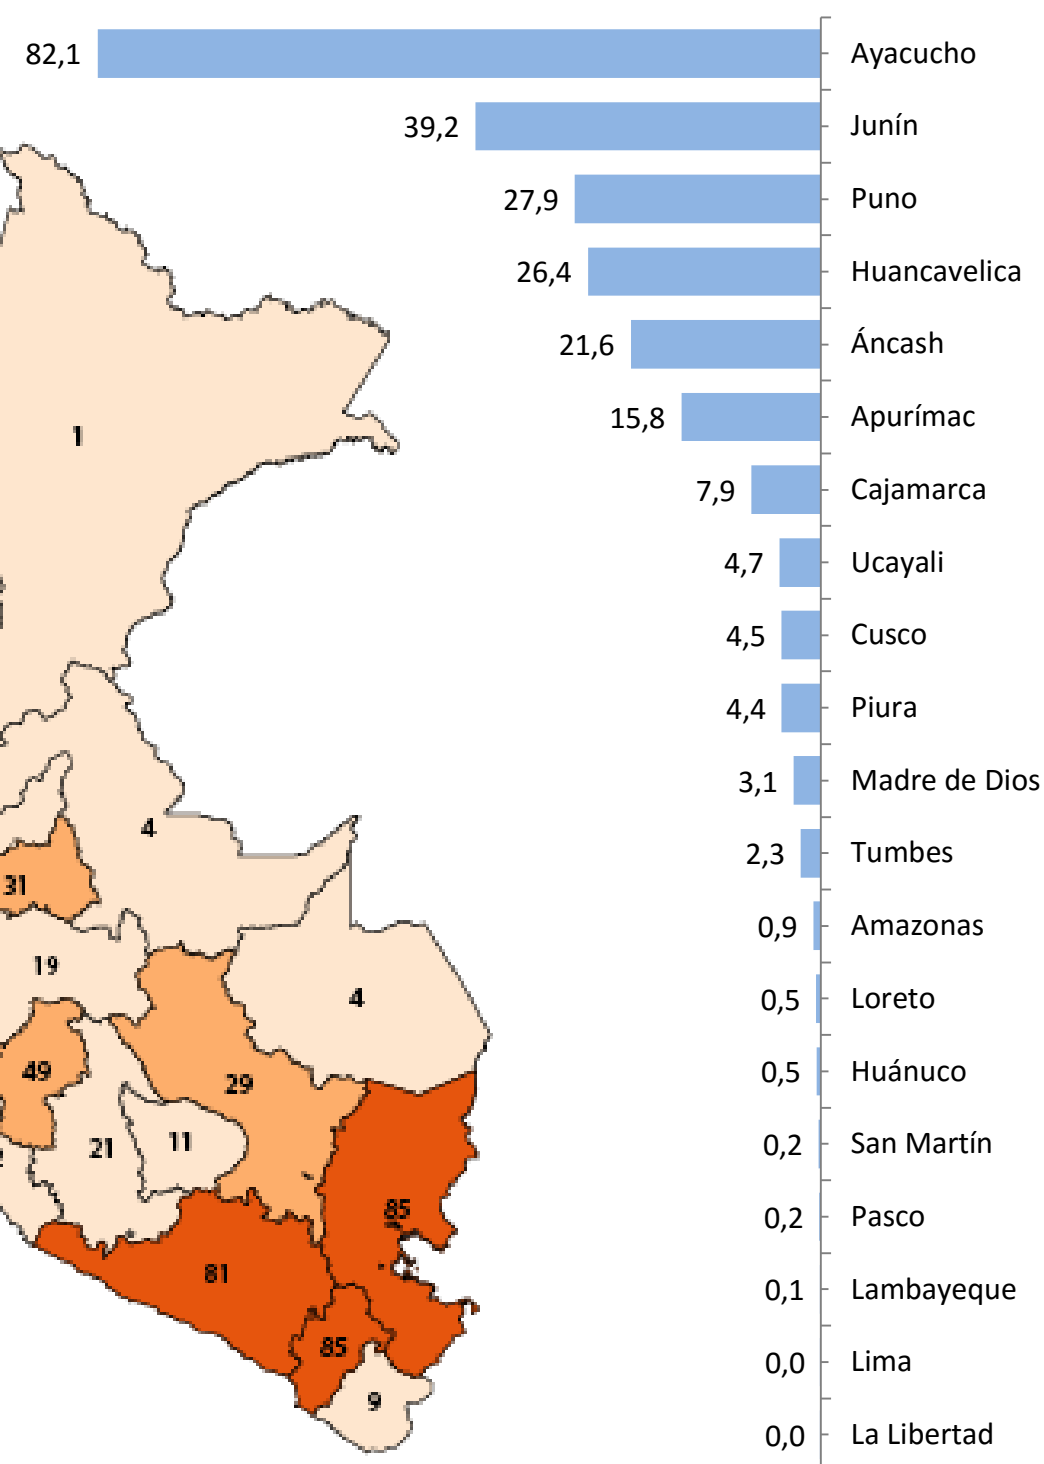 82,1 Ayacucho
39,2 Junín
27,9 Puno
26,4 Huancavelica
21,6 Áncash
15,8 Apurímac
1
7,9 Cajamarca
4,7 Ucayali
4,5 Cusco
4,4 Piura
3,1 Madre de Dios
4
2,3 Tumbes
31
0,9 Amazonas
19
0,5 Loreto
4
0,5 Huánuco
49
29
0,2 San Martín
21
11
0,2 Pasco
85
81
0,1 Lambayeque
85
0,0 Lima
9
0,0 La Libertad